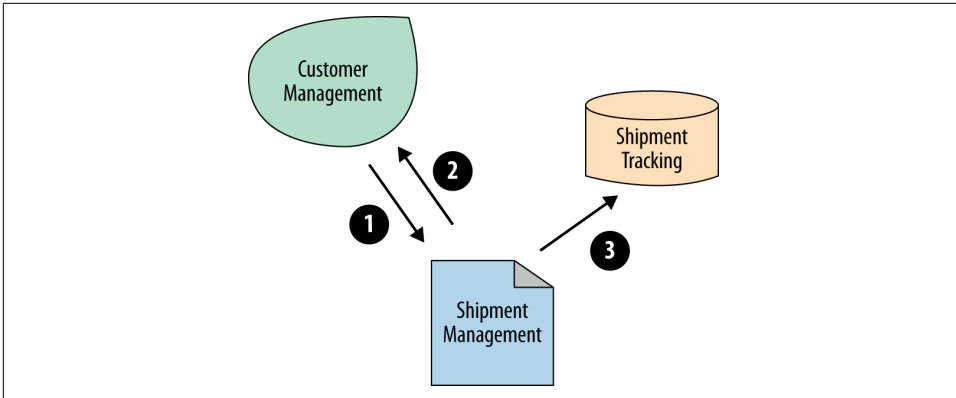 Customer
Management
Shipment
Tracking
2
1
3
Shipment
Management